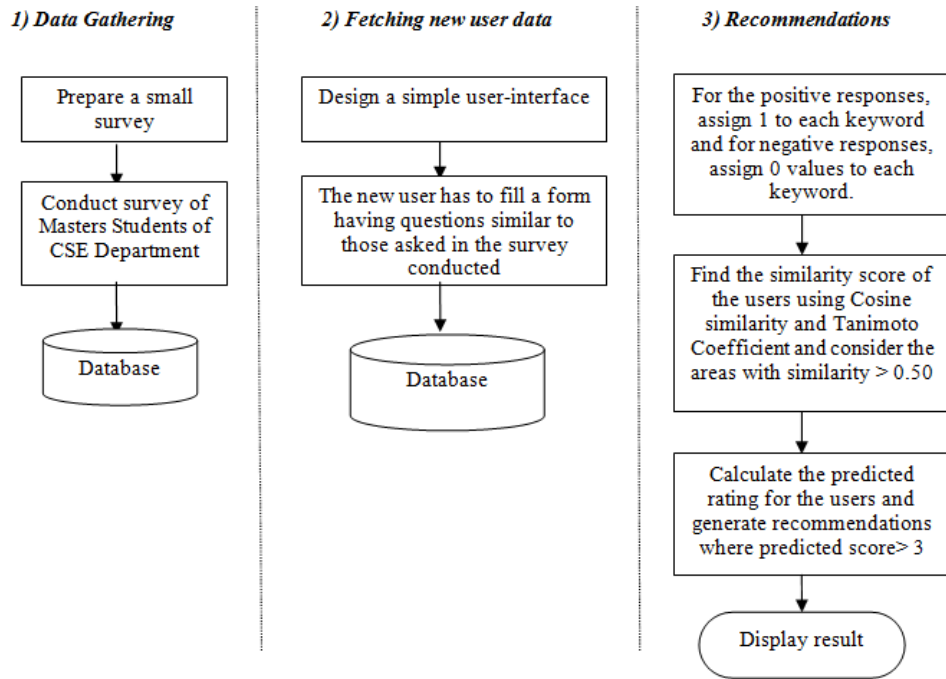 1) Data Gathering
Prepare a small
survey
Conduct survey of
Masters Students of
CSE Department
Database
2) Fetching new user data
Design a simple user-interface
The new user has to fill a form
having questions similar to
those asked in the survey
conducted
Database
3) Recommendations
For the positive responses,
assign 1 to each keyword
and for negative responses,
assign 0 values to each
keyword.
Find the similarity score of
the users using Cosine
similarity and Tanimoto
Coefficient and consider the
areas with similarity > 0.50
Calculate the predicted
rating for the users and
generate recommendations
where predicted score> 3
Display result